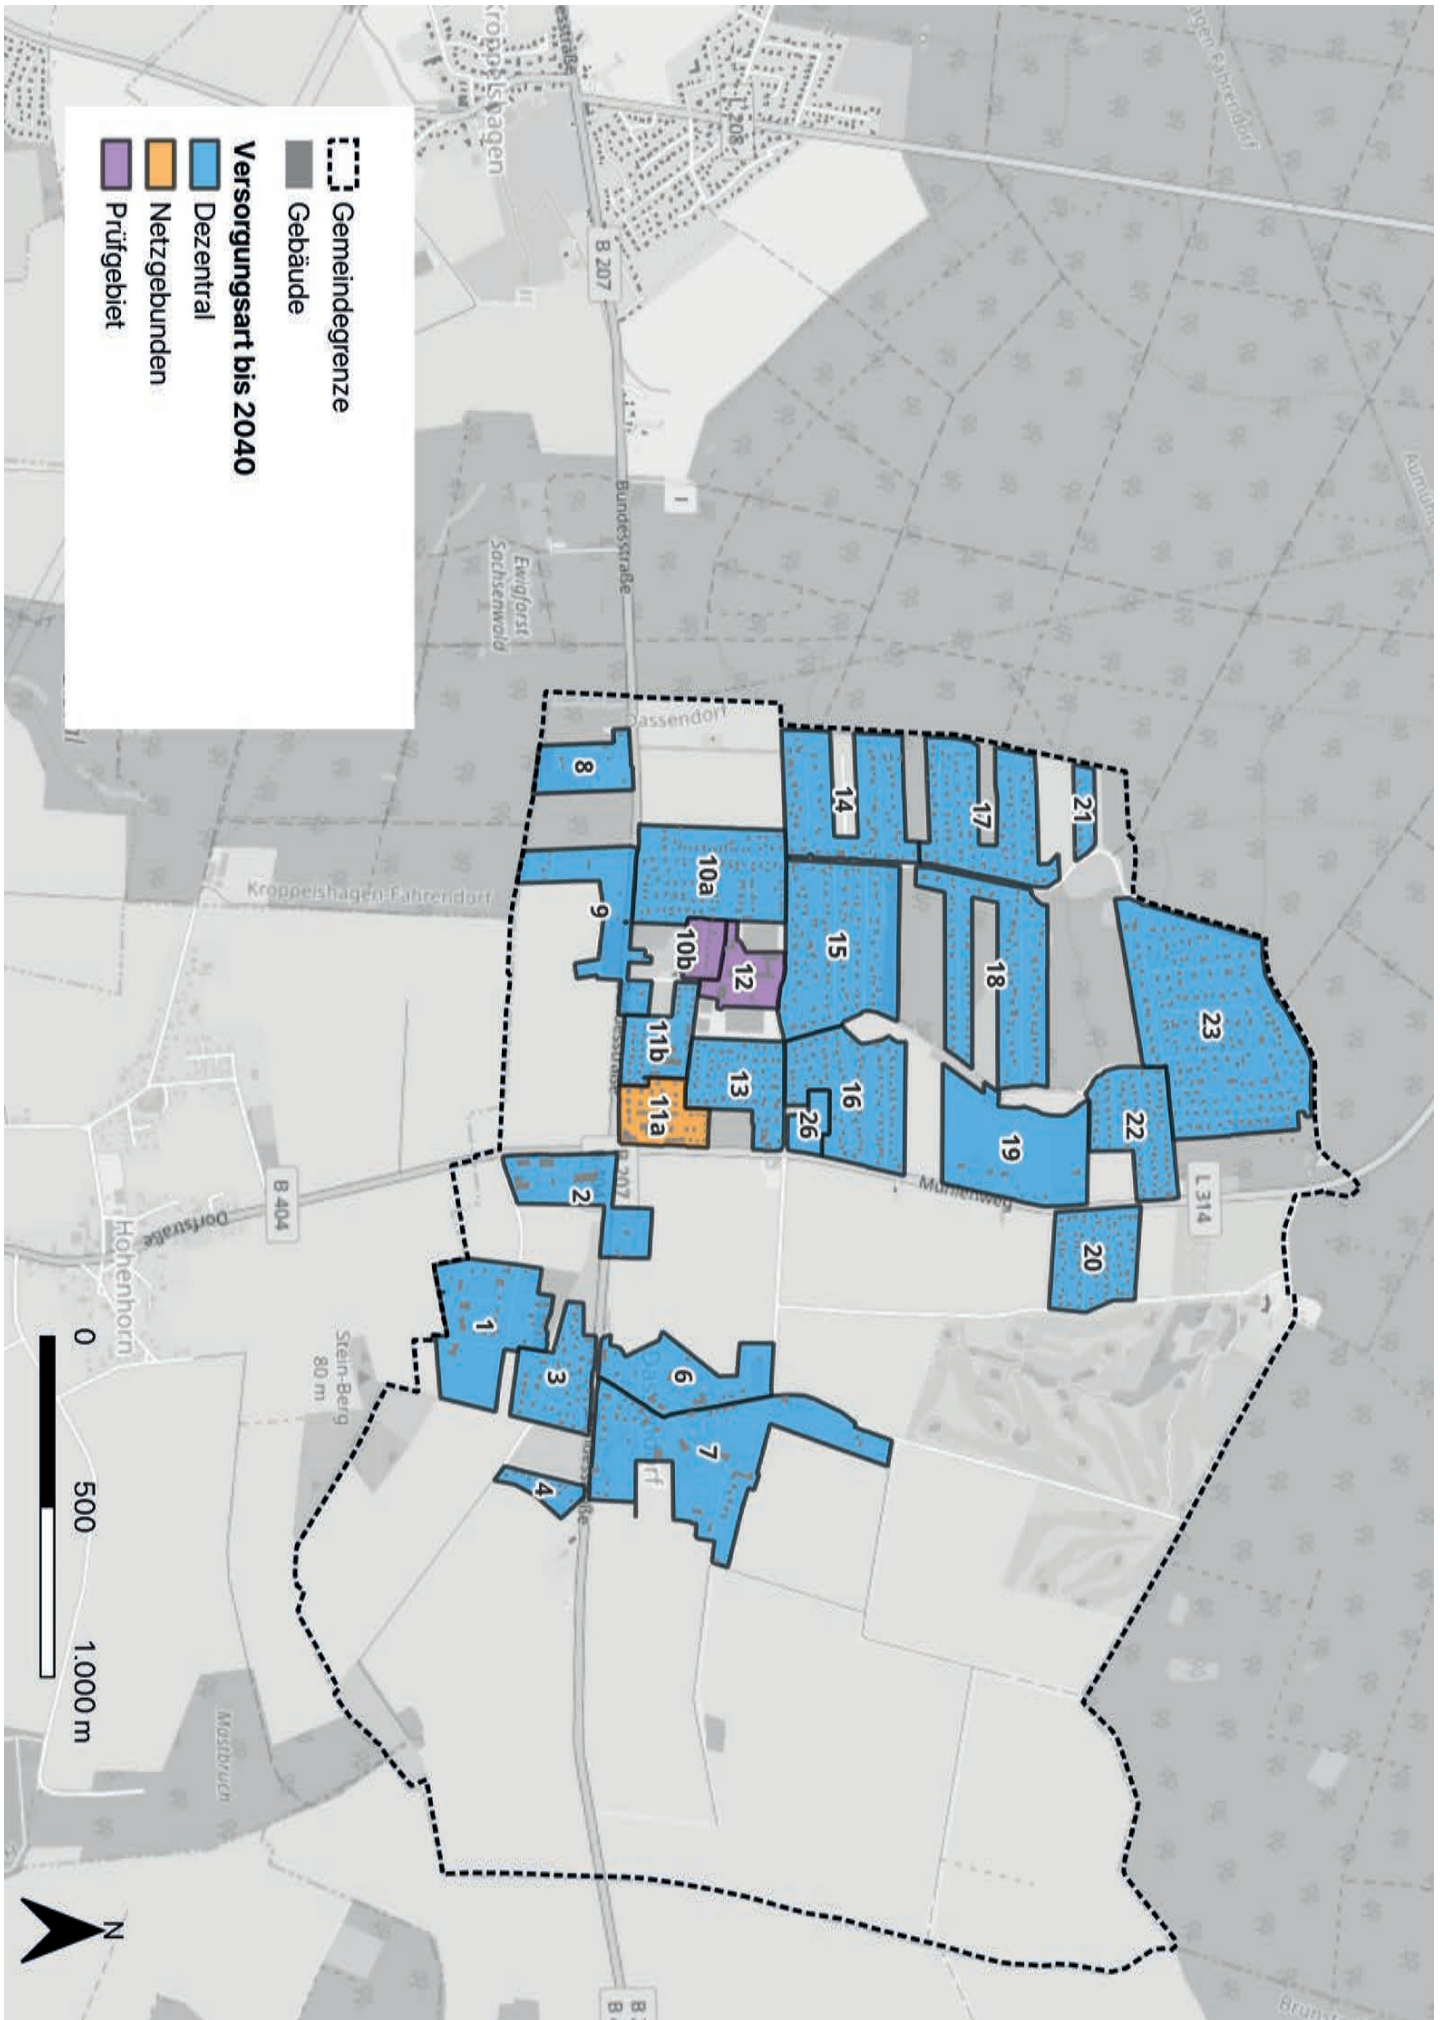 Gemeindegrenze
Gebäude
Versorgungsart bis 2040
Dezentral
Netzgebunden
Prüfgebiet
0
500
1.000 m
N
Kröppelshagen
L 208
B 207
Bundesstraße
I
Ewigforst
Sachsenwald
Dassendorf
Kröppelshagen-Fahrendorf
8
14
17
21
10a
9
10b
12
15
18
23
11b
13
16
26
11a
19
22
Mühlenweg
L 314
B 404
Dorfstraße
Hohenhorn
2
207
20
1
3
6
7
4
Stein-Berg
80 m
Mastbruch